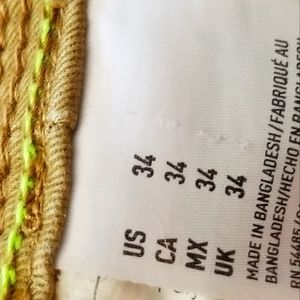 US 34
CA 34
MX 34
UK 34
MADE IN BANGLADESH/FABRIQUÉ AU
BANGLADESH/HECHO EN BANGLADESH